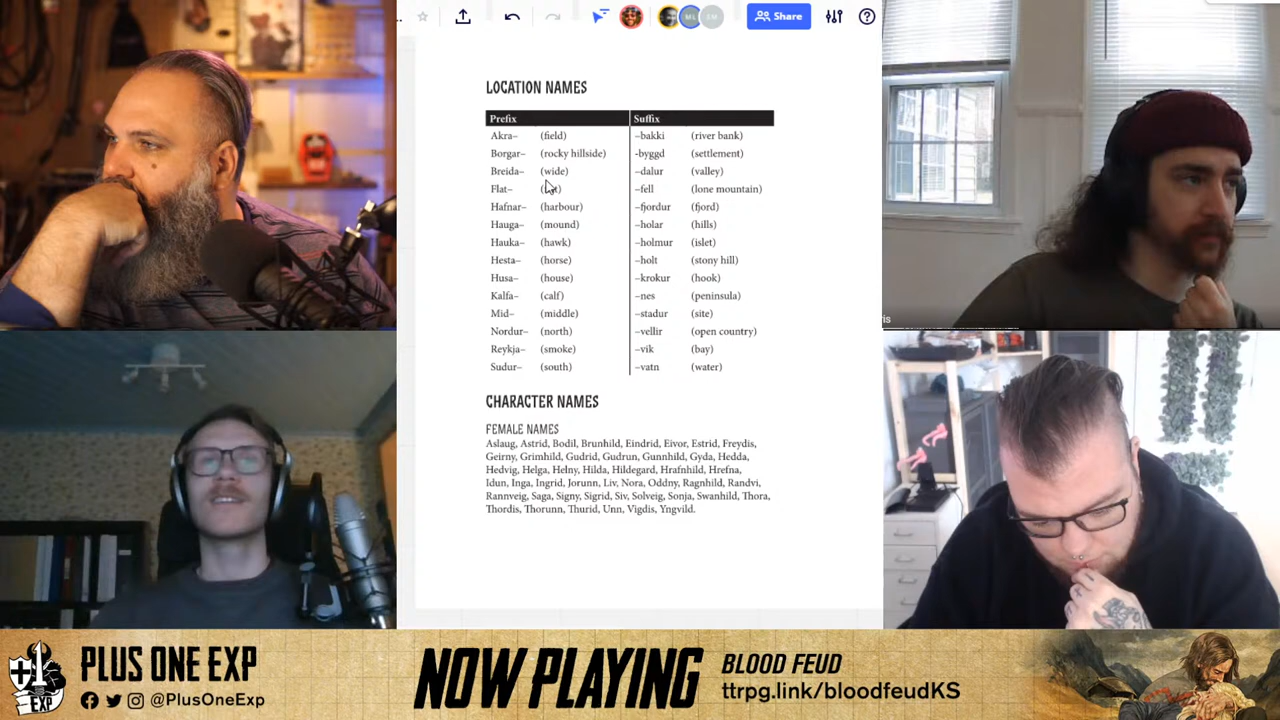 ML
EM
Share
LOCATION NAMES
Prefix Suffix
Akra– (field) –bakki (river bank)
Borgar– (rocky hillside) -byggd (settlement)
Breida– (wide) –dalur (valley)
Flat– –fell (lone mountain)
Hafnar– (harbour) –fjordur (fjord)
Hauga– (mound) –holar (hills)
Hauka– (hawk) –holmur (islet)
Hesta– (horse) –holt (stony hill)
Husa– (house) –krokur (hook)
Kalfa– (calf) –nes (peninsula)
Mid– (middle) –stadur (site)
Nordur– (north) –vellir (open country)
Reykja– (smoke) –vik (bay)
Sudur– (south) –vatn (water)
CHARACTER NAMES
FEMALE NAMES
Aslaug, Astrid, Bodil, Brunhild, Eindrid, Eivor, Estrid, Freydis,
Geirny, Grimhild, Gudrid, Gudrun, Gunnhild, Gyda, Hedda,
Hedvig, Helga, Helny, Hilda, Hildegard, Hrafnhild, Hrefna,
Idun, Inga, Ingrid, Jorunn, Liv, Nora, Oddny, Ragnhild, Randvi,
Rannveig, Saga, Signy, Sigrid, Siv, Solveig, Sonja, Swanhild, Thora,
Thordis, Thorunn, Thurid, Unn, Vigdis, Yngvild.
+1
EXP
PLUS ONE EXP
@PlusOneExp
NOW PLAYING
BLOOD FEUD
ttrpg.link/bloodfeudKS